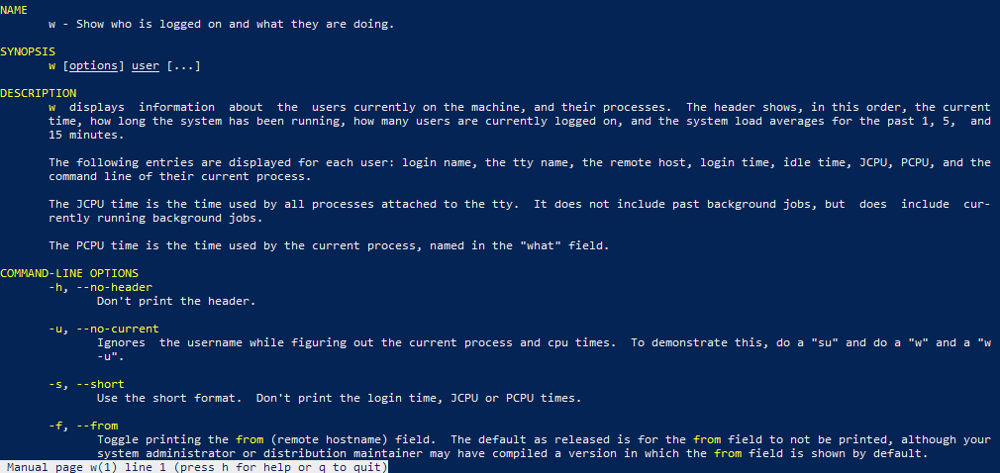 NAME
w - Show who is logged on and what they are doing.
SYNOPSIS
w [options] user [...]
DESCRIPTION
w displays information about the users currently on the machine, and their processes. The header shows, in this order, the current
time, how long the system has been running, how many users are currently logged on, and the system load averages for the past 1, 5, and
15 minutes.
The following entries are displayed for each user: login name, the tty name, the remote host, login time, idle time, JCPU, PCPU, and the
command line of their current process.
The JCPU time is the time used by all processes attached to the tty. It does not include past background jobs, but does include cur-
rently running background jobs.
The PCPU time is the time used by the current process, named in the "what" field.
COMMAND-LINE OPTIONS
-h, --no-header
Don't print the header.
-u, --no-current
Ignores the username while figuring out the current process and cpu times. To demonstrate this, do a "su" and do a "w" and a "w
-u".
-s, --short
Use the short format. Don't print the login time, JCPU or PCPU times.
-f, --from
Toggle printing the from (remote hostname) field. The default as released is for the from field to not be printed, although your
system administrator or distribution maintainer may have compiled a version in which the from field is shown by default.
Manual page w(1) line 1 (press h for help or q to quit)